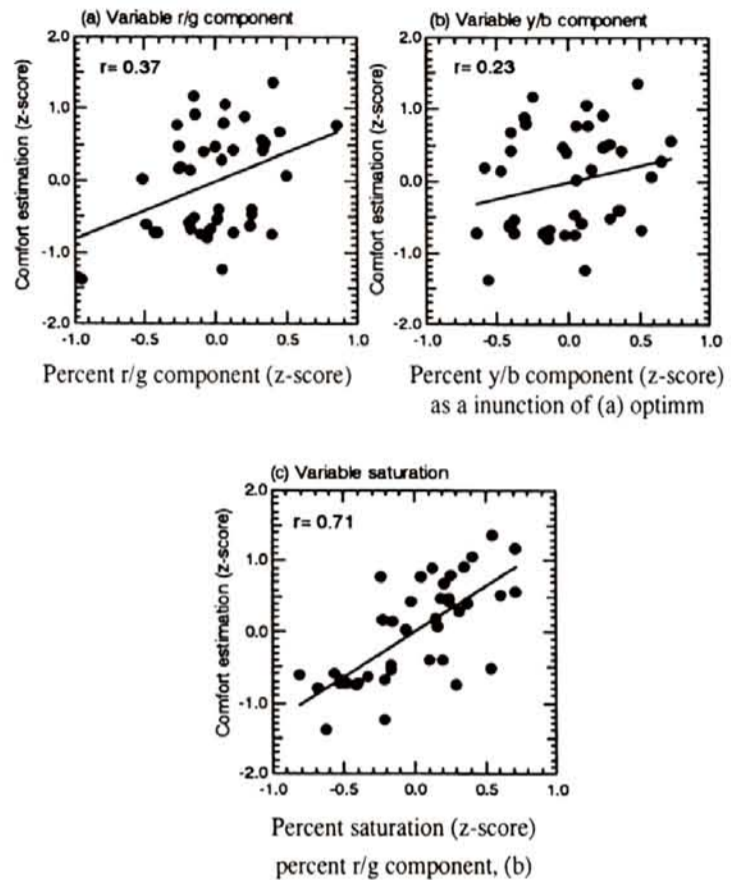 (a) Variable r/g component
2.0
1.0
0.0
-1.0
-2.0
r= 0.37
Comfort estimation (z-score)
-1.0 -0.5 0.0 0.5 1.0
Percent r/g component (z-score)
(b) Variable y/b component
2.0
1.0
0.0
-1.0
-2.0
r= 0.23
Comfort estimation (z-score)
-1.0 -0.5 0.0 0.5 1.0
Percent y/b component (z-score)
as a inunction of (a) optimm
(c) Variable saturation
2.0
1.0
0.0
-1.0
-2.0
r= 0.71
Comfort estimation (z-score)
-1.0 -0.5 0.0 0.5 1.0
Percent saturation (z-score)
percent r/g component, (b)